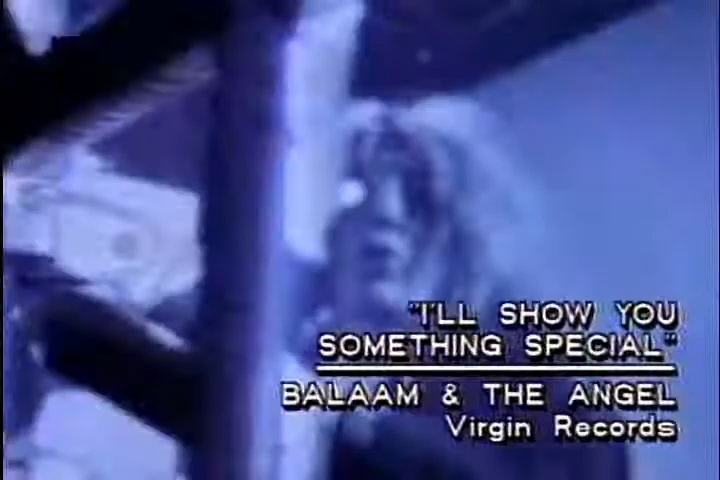 "I'LL SHOW YOU
SOMETHING SPECIAL"
BALAAM & THE ANGEL
Virgin Records